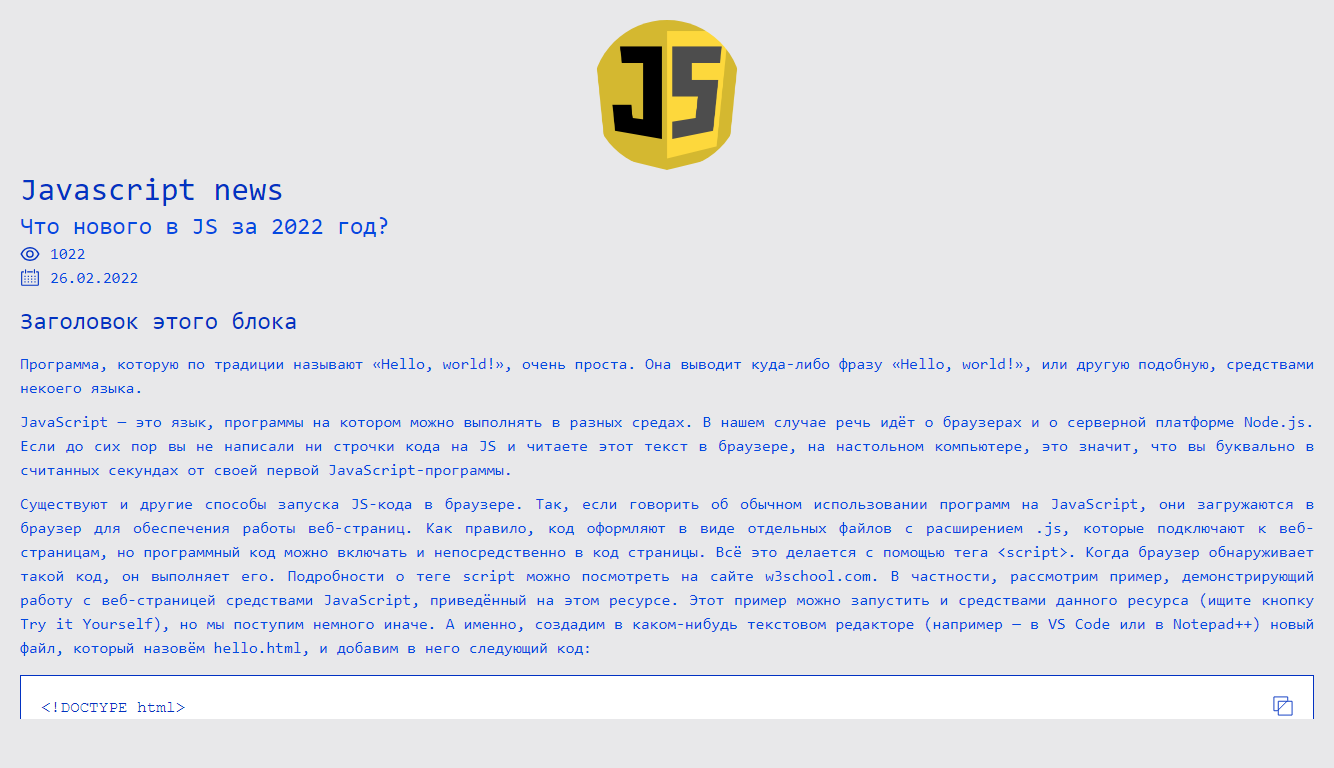 JS
Javascript news
Что нового в JS за 2022 год?
1022
26.02.2022
Заголовок этого блока
Программа, которую по традиции называют «Hello, world!», очень проста. Она выводит куда-либо фразу «Hello, world!», или другую подобную, средствами
некоего языка.
JavaScript — это язык, программы на котором можно выполнять в разных средах. В нашем случае речь идёт о браузерах и о серверной платформе Node.js.
Если до сих пор вы не написали ни строчки кода на JS и читаете этот текст в браузере, на настольном компьютере, это значит, что вы буквально в
считанных секундах от своей первой JavaScript-программы.
Существуют и другие способы запуска JS-кода в браузере. Так, если говорить об обычном использовании программ на JavaScript, они загружаются в
браузер для обеспечения работы веб-страниц. Как правило, код оформляют в виде отдельных файлов с расширением .js, которые подключают к веб-
страницам, но программный код можно включать и непосредственно в код страницы. Всё это делается с помощью тега <script>. Когда браузер обнаруживает
такой код, он выполняет его. Подробности о теге script можно посмотреть на сайте w3school.com. В частности, рассмотрим пример, демонстрирующий
работу с веб-страницей средствами JavaScript, приведённый на этом ресурсе. Этот пример можно запустить и средствами данного ресурса (ищите кнопку
Try it Yourself), но мы поступим немного иначе. А именно, создадим в каком-нибудь текстовом редакторе (например — в VS Code или в Notepad++) новый
файл, который назовём hello.html, и добавим в него следующий код:
<!DOCTYPE html>